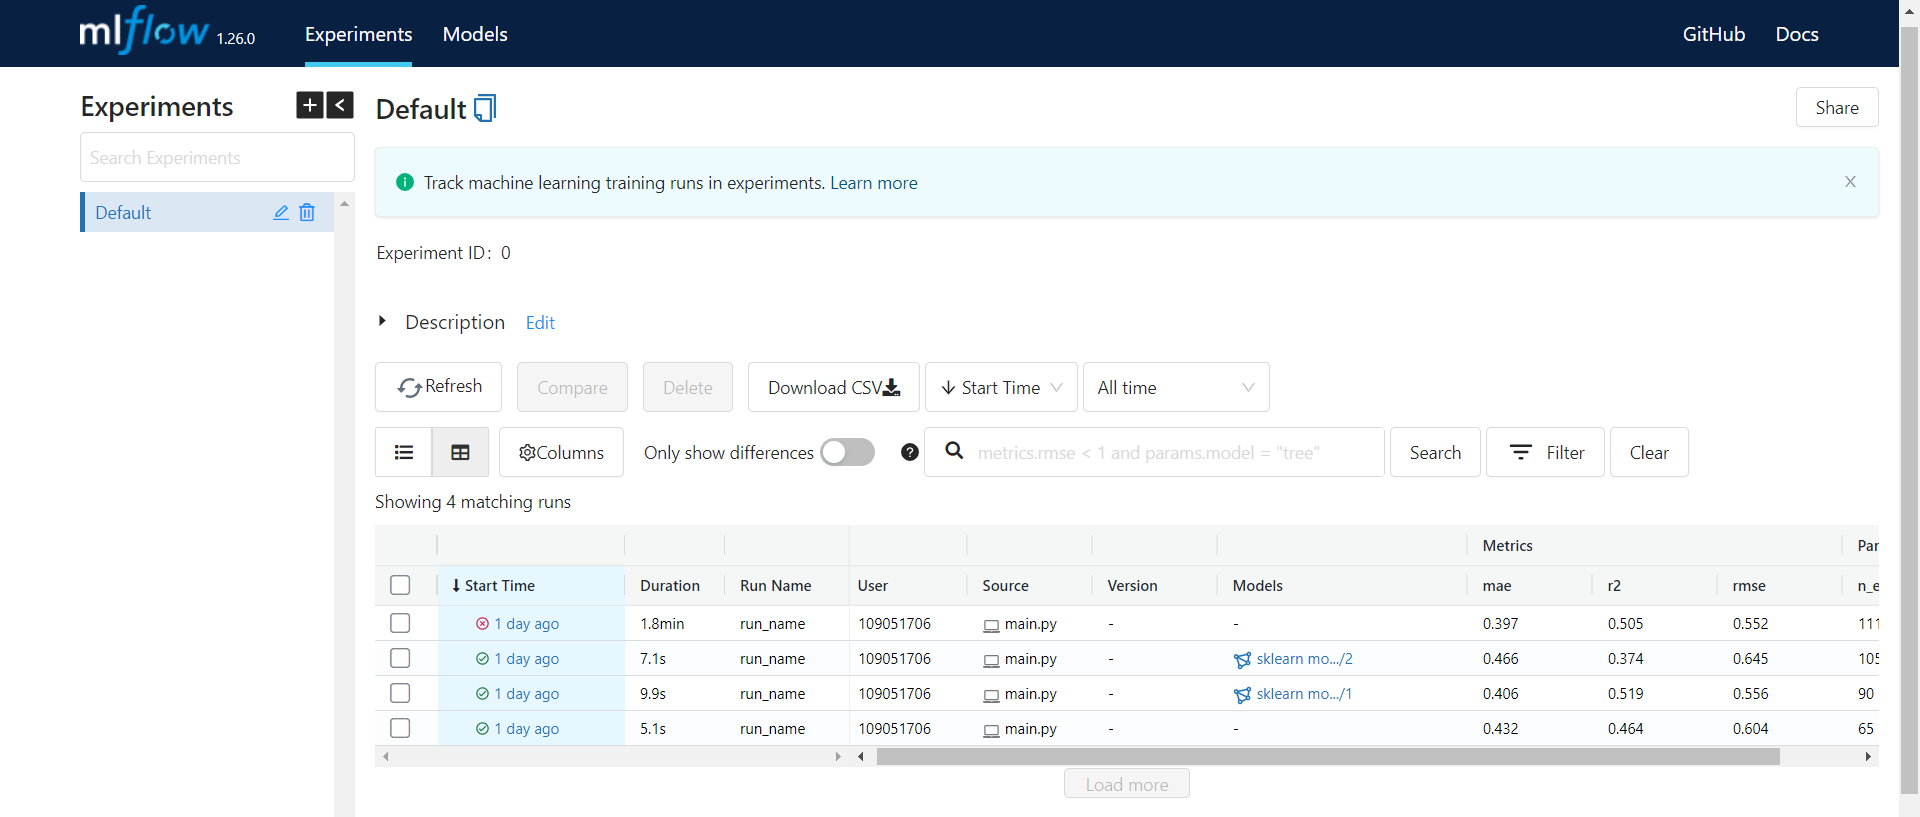 mlflow 1.26.0 Experiments Models GitHub Docs
Experiments
Search Experiments
Default
Default
Share
Track machine learning training runs in experiments. Learn more
Experiment ID: 0
Description Edit
Refresh Compare Delete Download CSV Start Time All time
Columns Only show differences metrics.rmse < 1 and params.model = "tree" Search Filter Clear
Showing 4 matching runs
Metrics Par
Start Time Duration Run Name User Source Version Models mae r2 rmse n_e
1 day ago 1.8min run_name 109051706 main.py - - 0.397 0.505 0.552 111
1 day ago 7.1s run_name 109051706 main.py - sklearn mo.../2 0.466 0.374 0.645 105
1 day ago 9.9s run_name 109051706 main.py - sklearn mo.../1 0.406 0.519 0.556 90
1 day ago 5.1s run_name 109051706 main.py - - 0.432 0.464 0.604 65
Load more